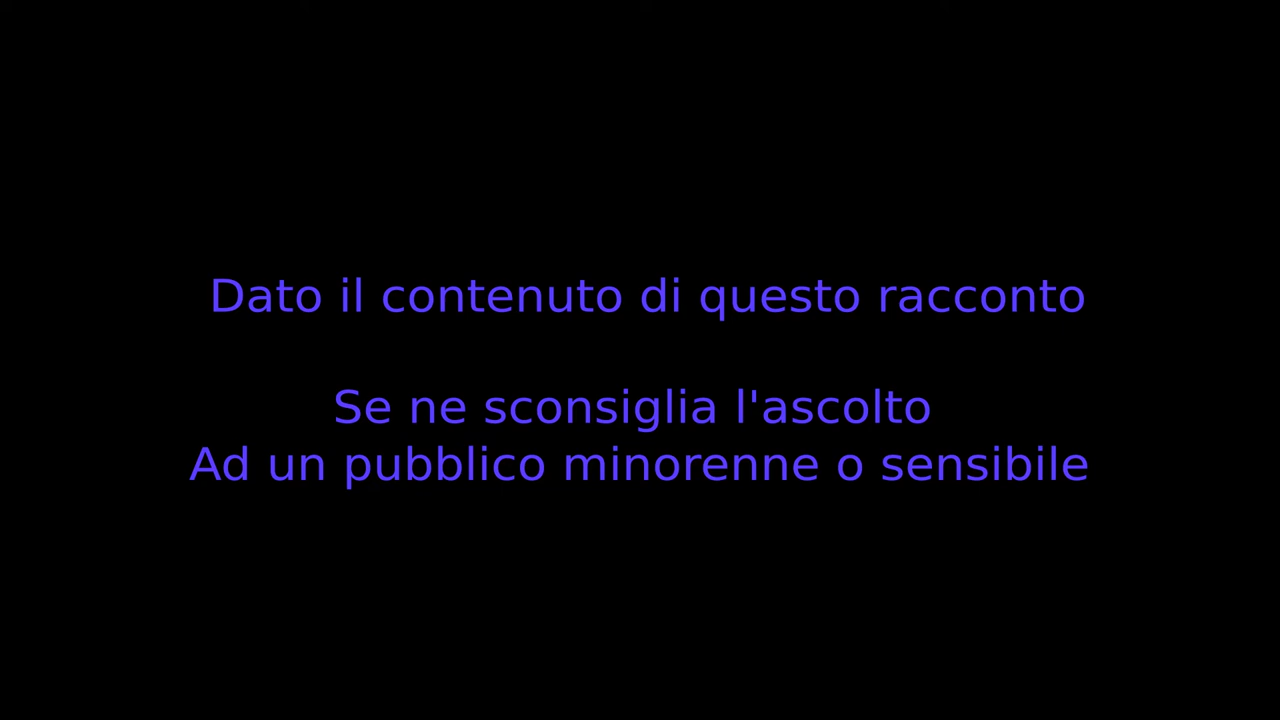 Dato il contenuto di questo racconto
Se ne sconsiglia l'ascolto
Ad un pubblico minorenne o sensibile